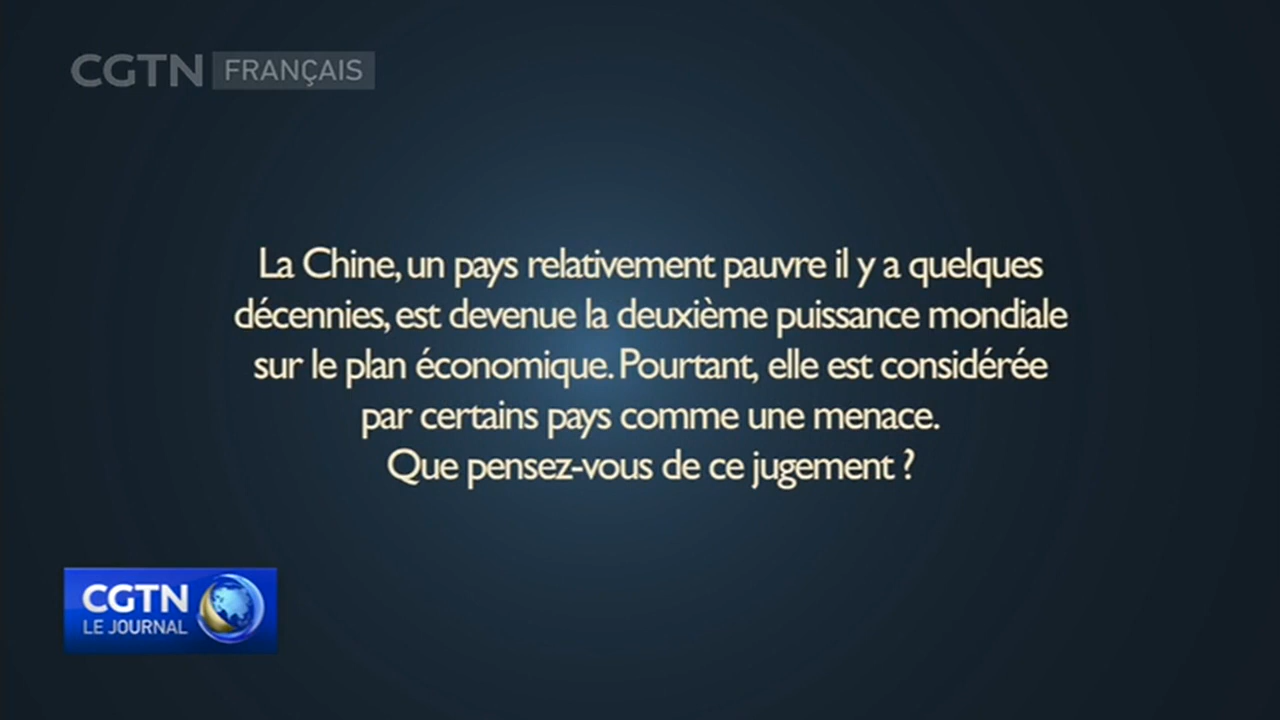 CGTN FRANÇAIS
La Chine, un pays relativement pauvre il y a quelques
décennies, est devenue la deuxième puissance mondiale
sur le plan économique. Pourtant, elle est considérée
par certains pays comme une menace.
Que pensez-vous de ce jugement ?
CGTN
LE JOURNAL